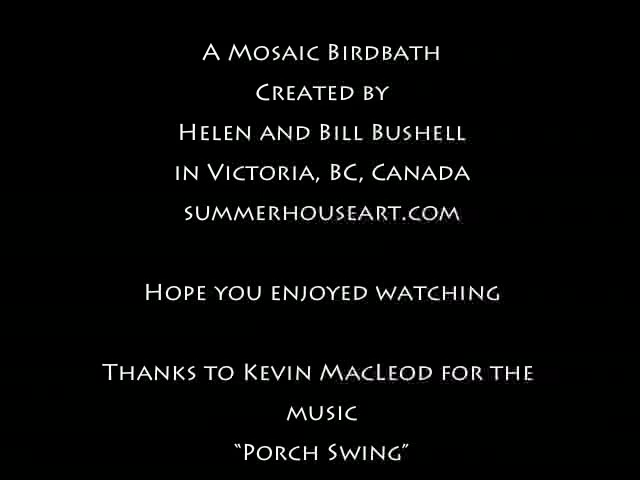 A Mosaic Birdbath
Created by
Helen and Bill Bushell
in Victoria, BC, Canada
summerhouseart.com
Hope you enjoyed watching
Thanks to Kevin MacLeod for the
music
“Porch Swing”